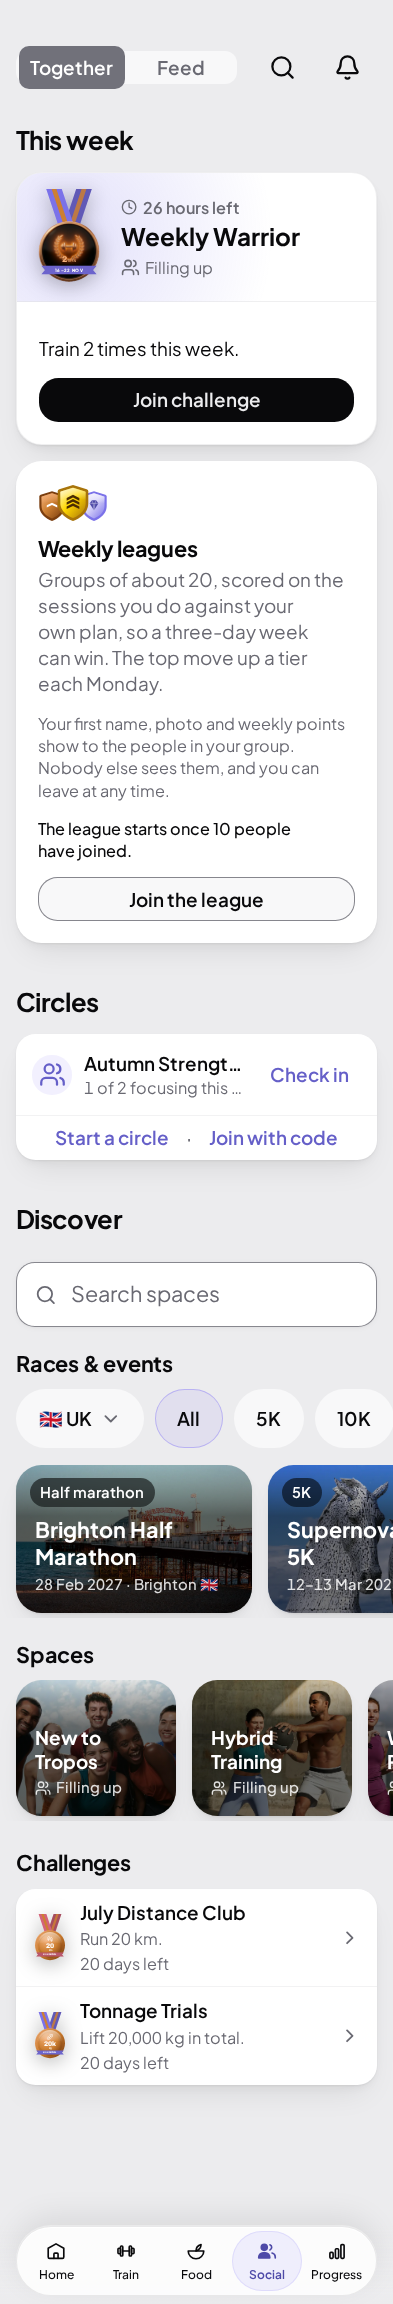 Together
Feed
This week
26 hours left
Weekly Warrior
Filling up
Train 2 times this week.
Join challenge
Weekly leagues
Groups of about 20, scored on the
sessions you do against your
own plan, so a three-day week
can win. The top move up a tier
each Monday.
Your first name, photo and weekly points
show to the people in your group.
Nobody else sees them, and you can
leave at any time.
The league starts once 10 people
have joined.
Join the league
Circles
Autumn Strengt...
1 of 2 focusing this ...
Check in
Start a circle · Join with code
Discover
Search spaces
Races & events
🇬🇧 UK
All
5K
10K
Half marathon
Brighton Half
Marathon
28 Feb 2027 · Brighton 🇬🇧
5K
Supernova
5K
12–13 Mar 202
Spaces
New to
Tropos
Filling up
Hybrid
Training
Filling up
Challenges
July Distance Club
Run 20 km.
20 days left
Tonnage Trials
Lift 20,000 kg in total.
20 days left
Home
Train
Food
Social
Progress